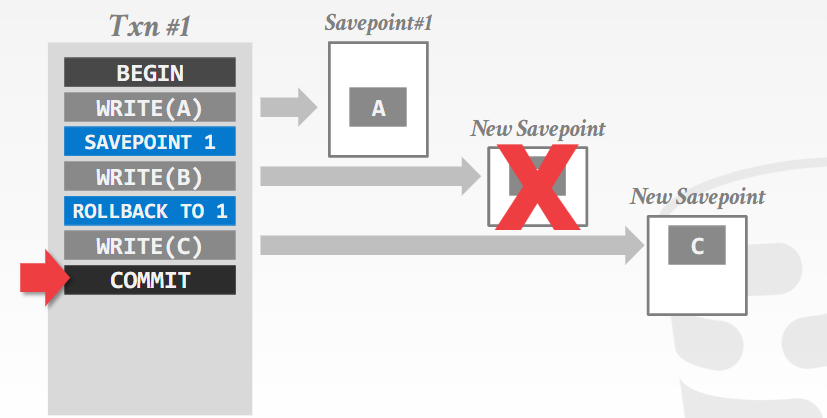 Txn #1
BEGIN
WRITE(A)
SAVEPOINT 1
WRITE(B)
ROLLBACK TO 1
WRITE(C)
COMMIT
Savepoint#1
A
New Savepoint
X
New Savepoint
C